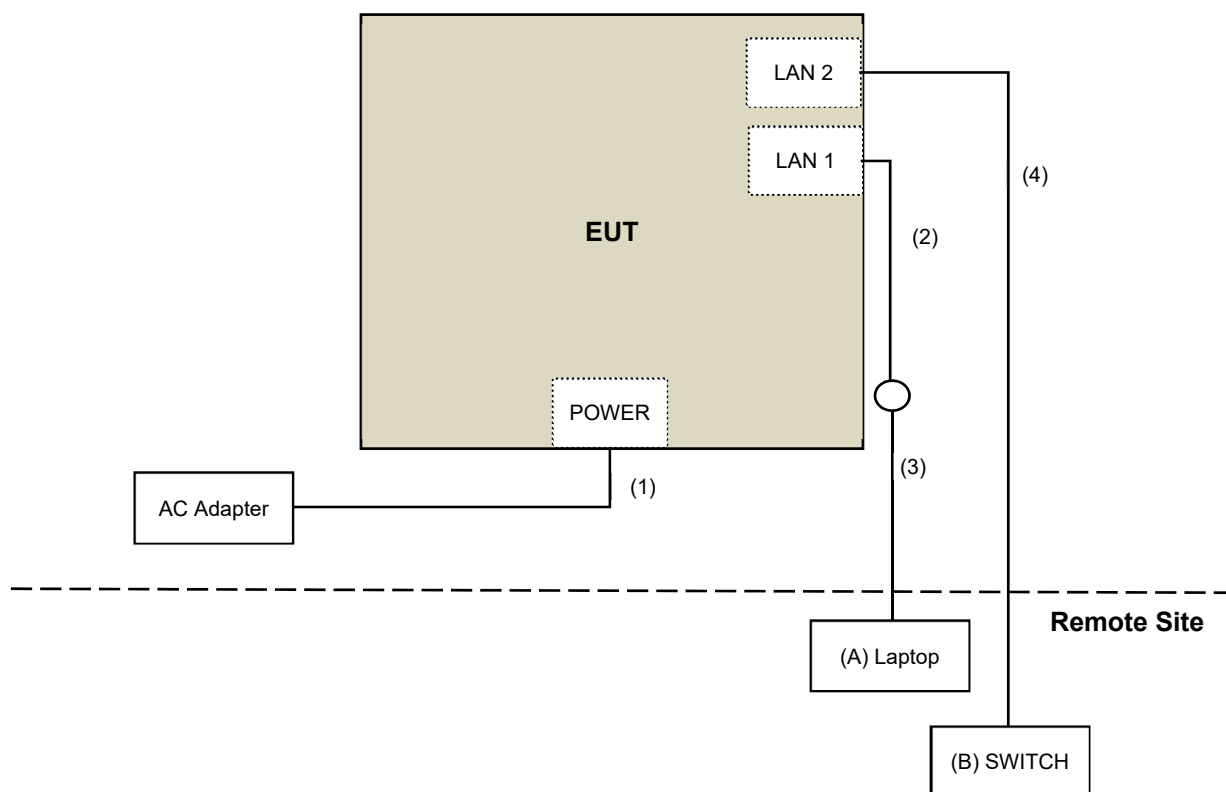 LAN 2
LAN 1
(4)
EUT
(2)
POWER
(3)
(1)
AC Adapter
Remote Site
(A) Laptop
(B) SWITCH